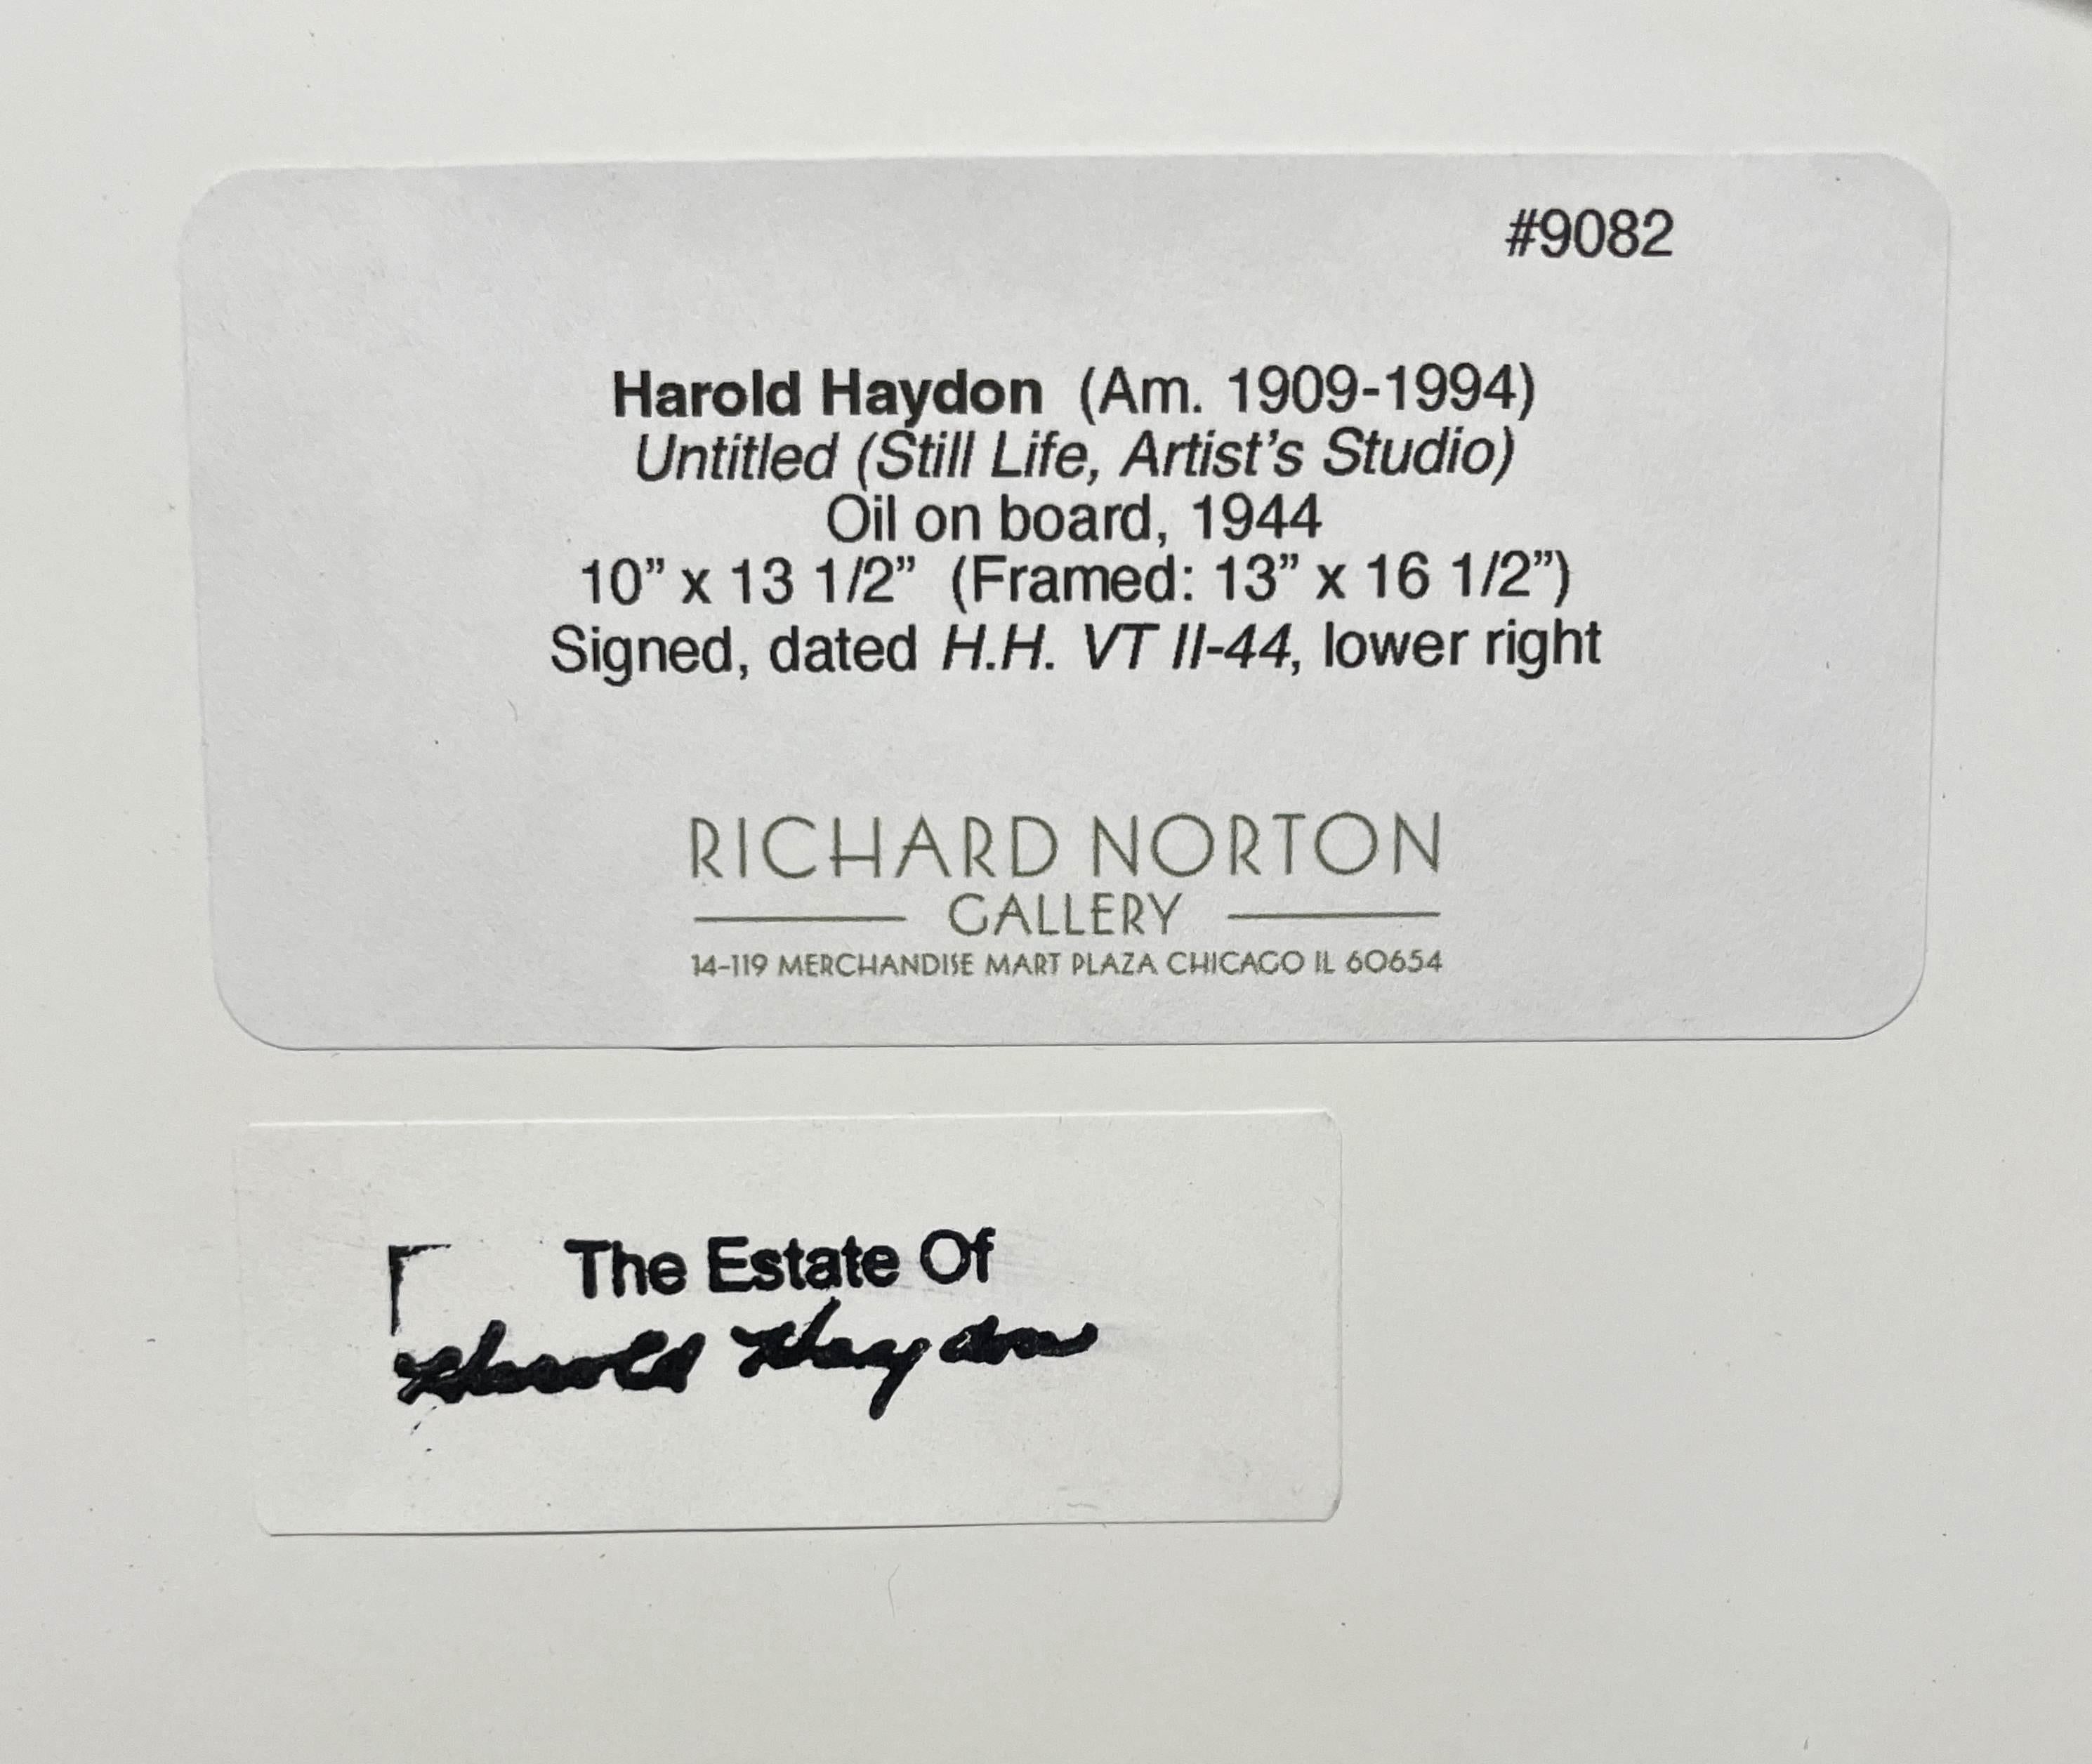 #9082
Harold Haydon (Am. 1909-1994)
Untitled (Still Life, Artist's Studio)
Oil on board, 1944
10” x 13 1/2” (Framed: 13” x 16 1/2”)
Signed, dated H.H. VT II-44, lower right
RICHARD NORTON
GALLERY
14-119 MERCHANDISE MART PLAZA CHICAGO IL 60654
The Estate Of
Harold Haydon